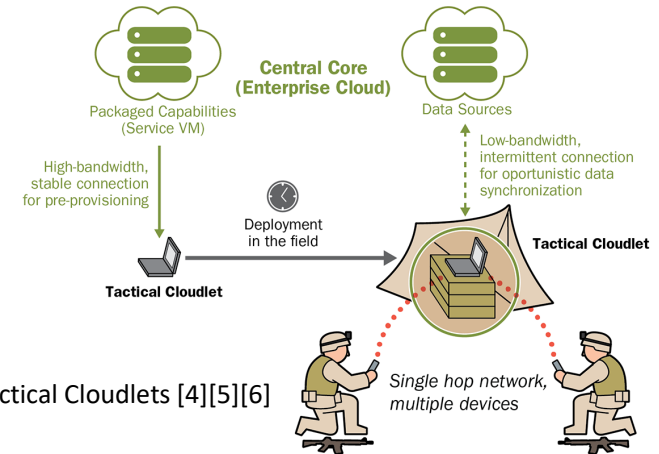 Central Core
(Enterprise Cloud)
Packaged Capabilities
(Service VM)
Data Sources
High-bandwidth,
stable connection
for pre-provisioning
Low-bandwidth,
intermittent connection
for oportunistic data
synchronization
Deployment
in the field
Tactical Cloudlet
Tactical Cloudlet
Single hop network,
multiple devices
ctical Cloudlets [4][5][6]